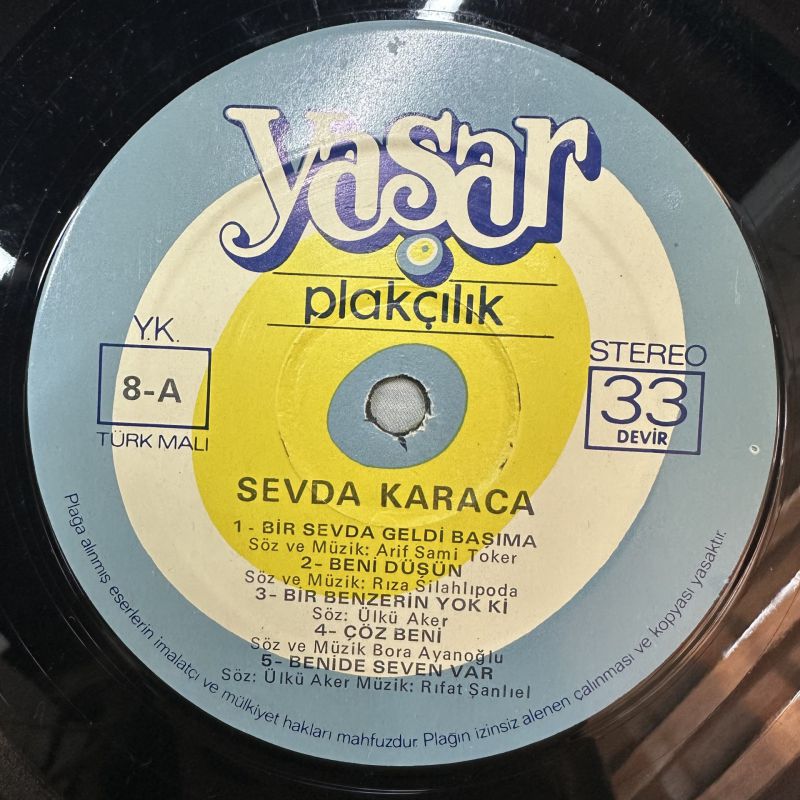 yaşar
plakçılık
Y.K.
8-A
TÜRK MALI
STEREO
33
DEVİR
SEVDA KARACA
1- BİR SEVDA GELDİ BAŞIMA
Söz ve Müzik: Arif Sami Toker
2- BENİ DÜŞÜN
Söz ve Müzik: Rıza Silahlıpoda
3- BİR BENZERİN YOK Kİ
Söz: Ülkü Aker
4- ÇÖZ BENİ
Söz ve Müzik Bora Ayanoğlu
5- BENİDE SEVEN VAR
Söz: Ülkü Aker Müzik: Rıfat Şanlıel
Plağa alınmış eserlerin imalatçı ve mülkiyet hakları mahfuzdur. Plağın izinsiz alenen çalınması ve kopyası yasaktır.